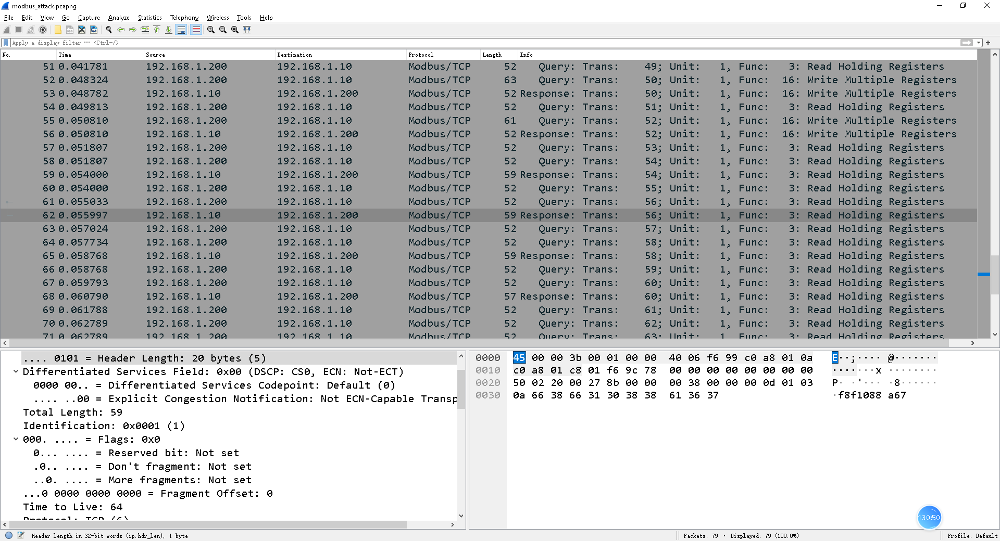 modbus_attack.pcapng
File Edit View Go Capture Analyze Statistics Telephony Wireless Tools Help
Apply a display filter … <Ctrl-/>
No. Time Source Destination Protocol Length Info
51 0.041781 192.168.1.200 192.168.1.10 Modbus/TCP 52 Query: Trans: 49; Unit: 1, Func: 3: Read Holding Registers
52 0.048324 192.168.1.200 192.168.1.10 Modbus/TCP 63 Query: Trans: 50; Unit: 1, Func: 16: Write Multiple Registers
53 0.048782 192.168.1.10 192.168.1.200 Modbus/TCP 52 Response: Trans: 50; Unit: 1, Func: 16: Write Multiple Registers
54 0.049813 192.168.1.200 192.168.1.10 Modbus/TCP 52 Query: Trans: 51; Unit: 1, Func: 3: Read Holding Registers
55 0.050810 192.168.1.200 192.168.1.10 Modbus/TCP 61 Query: Trans: 52; Unit: 1, Func: 16: Write Multiple Registers
56 0.050810 192.168.1.10 192.168.1.200 Modbus/TCP 52 Response: Trans: 52; Unit: 1, Func: 16: Write Multiple Registers
57 0.051807 192.168.1.200 192.168.1.10 Modbus/TCP 52 Query: Trans: 53; Unit: 1, Func: 3: Read Holding Registers
58 0.051807 192.168.1.200 192.168.1.10 Modbus/TCP 52 Query: Trans: 54; Unit: 1, Func: 3: Read Holding Registers
59 0.054000 192.168.1.10 192.168.1.200 Modbus/TCP 59 Response: Trans: 54; Unit: 1, Func: 3: Read Holding Registers
60 0.054000 192.168.1.200 192.168.1.10 Modbus/TCP 52 Query: Trans: 55; Unit: 1, Func: 3: Read Holding Registers
61 0.055033 192.168.1.200 192.168.1.10 Modbus/TCP 52 Query: Trans: 56; Unit: 1, Func: 3: Read Holding Registers
62 0.055997 192.168.1.10 192.168.1.200 Modbus/TCP 59 Response: Trans: 56; Unit: 1, Func: 3: Read Holding Registers
63 0.057024 192.168.1.200 192.168.1.10 Modbus/TCP 52 Query: Trans: 57; Unit: 1, Func: 3: Read Holding Registers
64 0.057734 192.168.1.200 192.168.1.10 Modbus/TCP 52 Query: Trans: 58; Unit: 1, Func: 3: Read Holding Registers
65 0.058768 192.168.1.10 192.168.1.200 Modbus/TCP 59 Response: Trans: 58; Unit: 1, Func: 3: Read Holding Registers
66 0.058768 192.168.1.200 192.168.1.10 Modbus/TCP 52 Query: Trans: 59; Unit: 1, Func: 3: Read Holding Registers
67 0.059793 192.168.1.200 192.168.1.10 Modbus/TCP 52 Query: Trans: 60; Unit: 1, Func: 3: Read Holding Registers
68 0.060790 192.168.1.10 192.168.1.200 Modbus/TCP 57 Response: Trans: 60; Unit: 1, Func: 3: Read Holding Registers
69 0.061788 192.168.1.200 192.168.1.10 Modbus/TCP 52 Query: Trans: 61; Unit: 1, Func: 3: Read Holding Registers
70 0.062789 192.168.1.200 192.168.1.10 Modbus/TCP 52 Query: Trans: 62; Unit: 1, Func: 3: Read Holding Registers
71 0.062789 192.168.1.200 192.168.1.10 Modbus/TCP 52 Query: Trans: 63; Unit: 1, Func: 3: Read Holding Registers
.... 0101 = Header Length: 20 bytes (5)
Differentiated Services Field: 0x00 (DSCP: CS0, ECN: Not-ECT)
0000 00.. = Differentiated Services Codepoint: Default (0)
.... ..00 = Explicit Congestion Notification: Not ECN-Capable Transp
Total Length: 59
Identification: 0x0001 (1)
000. .... = Flags: 0x0
0... .... = Reserved bit: Not set
.0.. .... = Don't fragment: Not set
..0. .... = More fragments: Not set
...0 0000 0000 0000 = Fragment Offset: 0
Time to Live: 64
Protocol: TCP (6)
0000 45 00 00 3b 00 01 00 00 40 06 f6 99 c0 a8 01 0a E··;···· @·······
0010 c0 a8 01 c8 01 f6 9c 78 00 00 00 00 00 00 00 00 ·······x ········
0020 50 02 20 00 27 8b 00 00 00 38 00 00 00 0d 01 03 P· ·'··· ·8······
0030 0a 66 38 66 31 30 38 38 61 36 37 ·f8f1088 a67
130:50
Header length in 32-bit words (ip.hdr_len), 1 byte
Packets: 79 · Displayed: 79 (100.0%)
Profile: Default